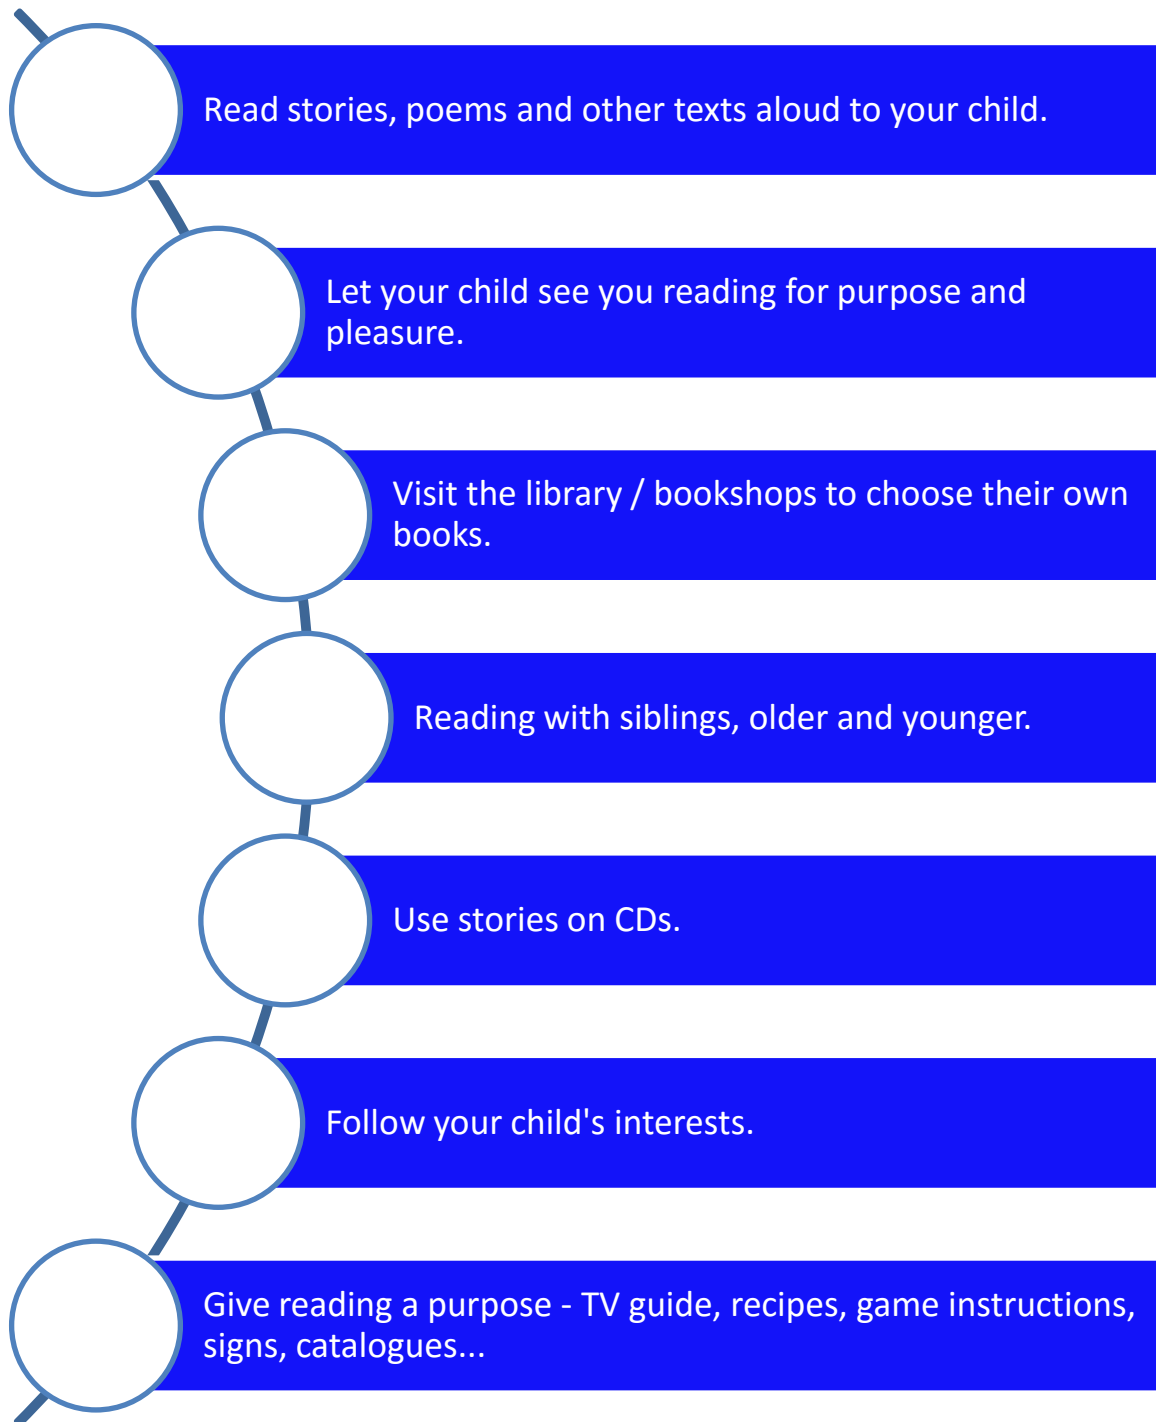 Read stories, poems and other texts aloud to your child.
Let your child see you reading for purpose and
pleasure.
Visit the library / bookshops to choose their own
books.
Reading with siblings, older and younger.
Use stories on CDs.
Follow your child's interests.
Give reading a purpose - TV guide, recipes, game instructions,
signs, catalogues...